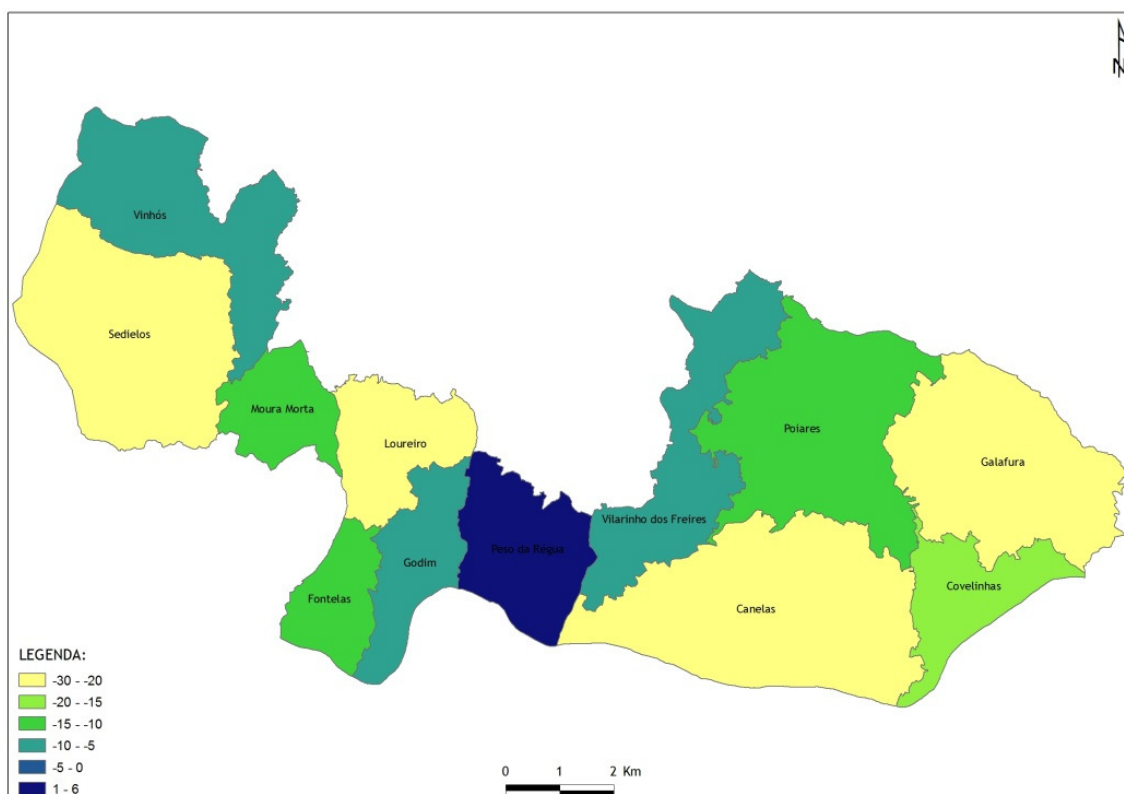 N
Vinhós
Sedielos
Moura Morta
Loureiro
Poiares
Galafura
Vilarinho dos Freires
Peso da Régua
Godim
Fontelas
Covelinhas
Canelas
LEGENDA:
-30 - -20
-20 - -15
-15 - -10
-10 - -5
-5 - 0
1 - 6
0 1 2 Km